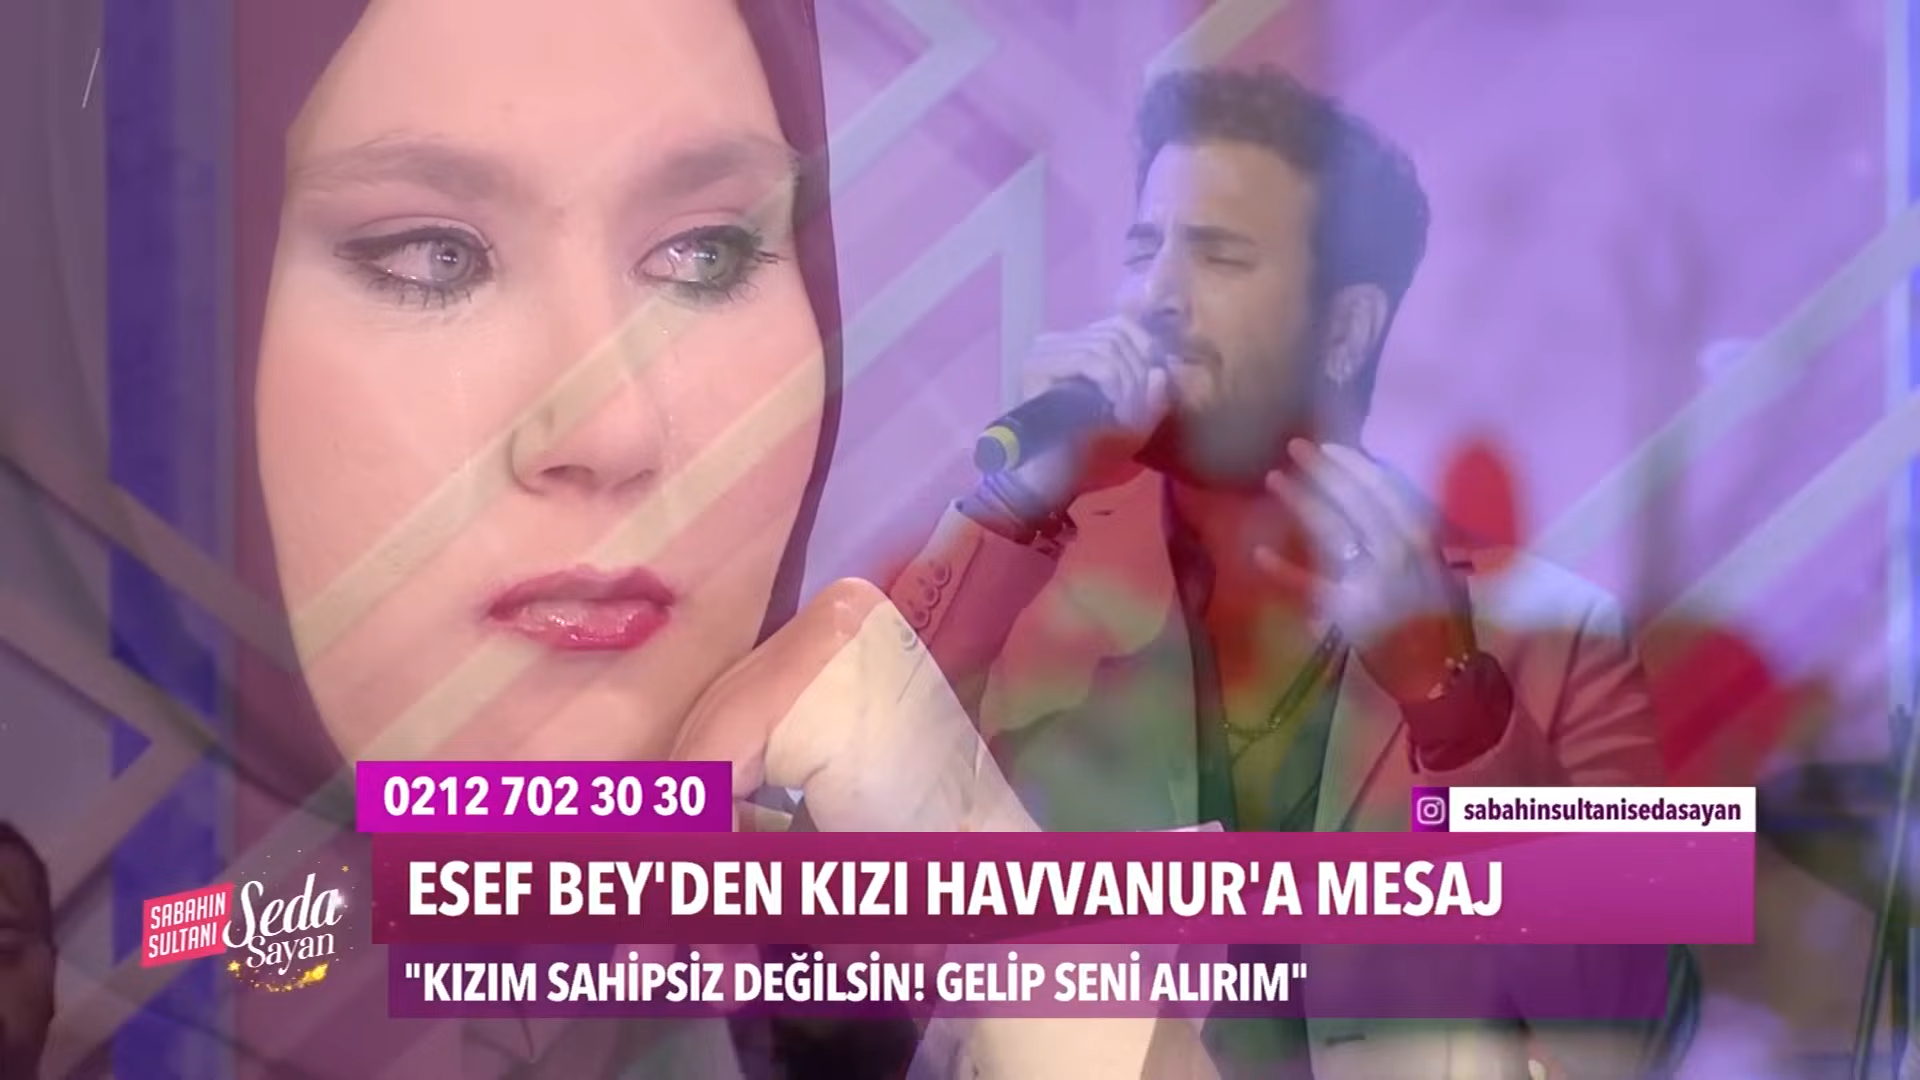 0212 702 30 30
sabahinsultanisedasayan
ESEF BEY'DEN KIZI HAVVANUR'A MESAJ
SABAHIN
SULTANI
Seda
Sayan
"KIZIM SAHİPSİZ DEĞİLSİN! GELİP SENİ ALIRIM"